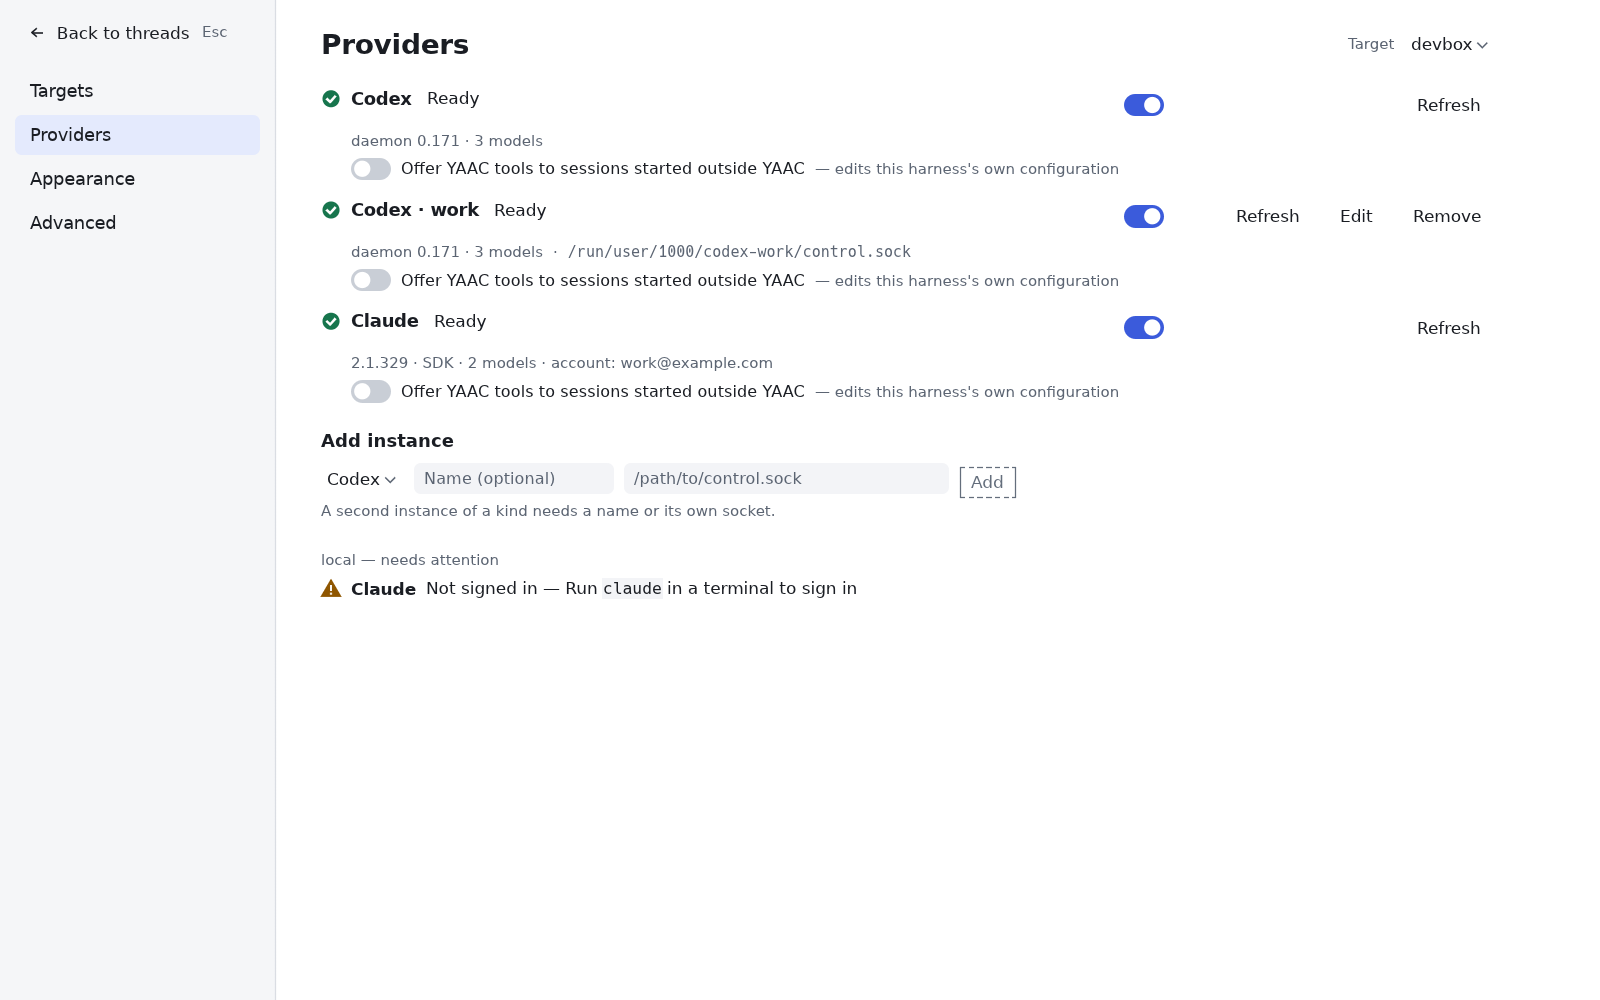 Back to threads Esc
Targets
Providers
Appearance
Advanced
Providers
Target devbox
Codex Ready
Refresh
daemon 0.171 · 3 models
Offer YAAC tools to sessions started outside YAAC — edits this harness's own configuration
Codex · work Ready
Refresh Edit Remove
daemon 0.171 · 3 models · /run/user/1000/codex-work/control.sock
Offer YAAC tools to sessions started outside YAAC — edits this harness's own configuration
Claude Ready
Refresh
2.1.329 · SDK · 2 models · account: work@example.com
Offer YAAC tools to sessions started outside YAAC — edits this harness's own configuration
Add instance
Codex Name (optional) /path/to/control.sock Add
A second instance of a kind needs a name or its own socket.
local — needs attention
Claude Not signed in — Run claude in a terminal to sign in